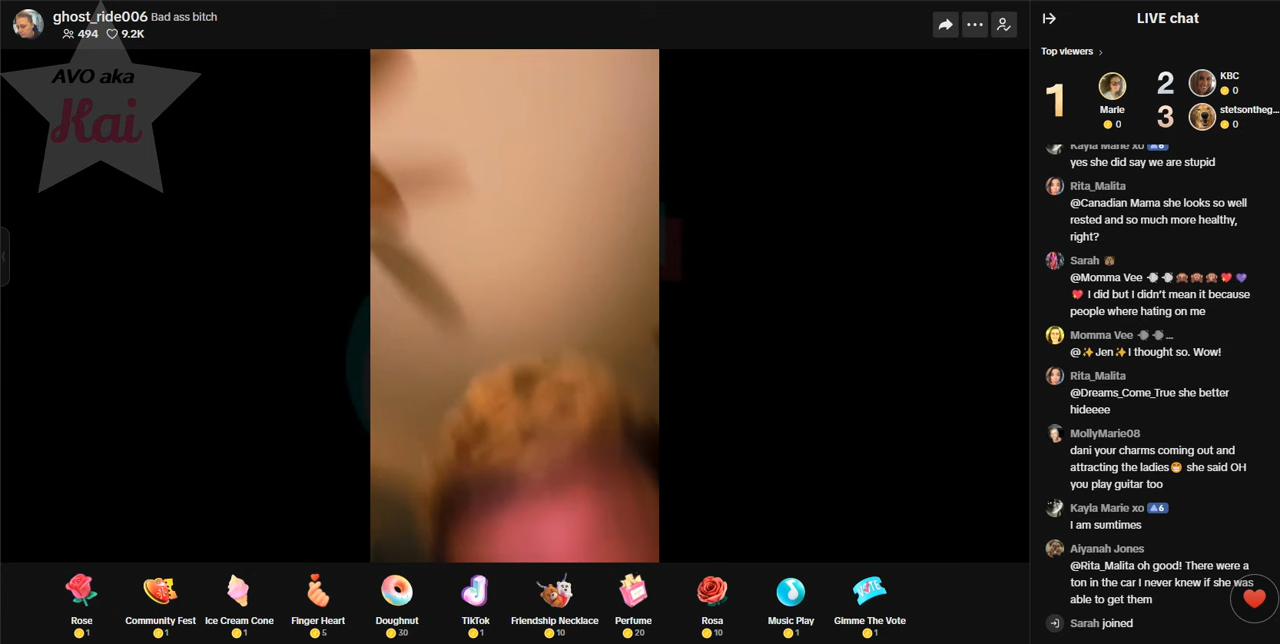 ghost_ride006 Bad ass bitch
494 9.2K
AVO aka
Kai
LIVE chat
Top viewers
1
Marie
0
2
KBC
0
3
stetsontheg...
0
Kayla Marie xo 6
yes she did say we are stupid
Rita_Malita
@Canadian Mama she looks so well
rested and so much more healthy,
right?
Sarah
@Momma Vee
I did but I didn't mean it because
people where hating on me
Momma Vee ...
@✨Jen✨I thought so. Wow!
Rita_Malita
@Dreams_Come_True she better
hideeee
MollyMarie08
dani your charms coming out and
attracting the ladies😁 she said OH
you play guitar too
Kayla Marie xo 6
I am sumtimes
Aiyanah Jones
@Rita_Malita oh good! There were a
ton in the car I never knew if she was
able to get them
Sarah joined
Rose
1
Community Fest
1
Ice Cream Cone
1
Finger Heart
5
Doughnut
30
TikTok
1
Friendship Necklace
10
Perfume
20
Rosa
10
Music Play
1
VOTE
Gimme The Vote
1